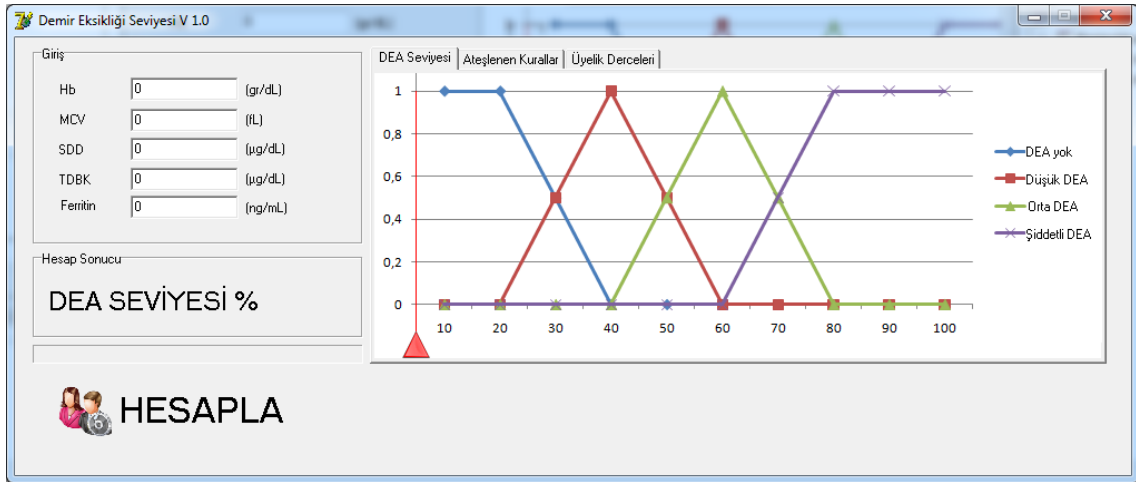 Demir Eksikliği Seviyesi V 1.0
Giriş
Hb 0 (gr/dL)
MCV 0 (fL)
SDD 0 (µg/dL)
TDBK 0 (µg/dL)
Ferritin 0 (ng/mL)
Hesap Sonucu
DEA SEVİYESİ %
HESAPLA
DEA Seviyesi Ateşlenen Kurallar Üyelik Derceleri
1
0,8
0,6
0,4
0,2
0
10 20 30 40 50 60 70 80 90 100
DEA yok
Düşük DEA
Orta DEA
Şiddetli DEA